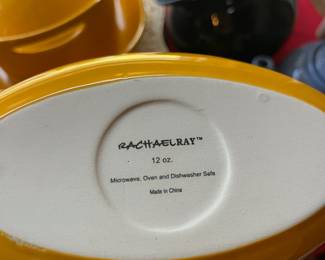 RACHAELRAY™
12 oz.
Microwave, Oven and Dishwasher Safe
Made in China